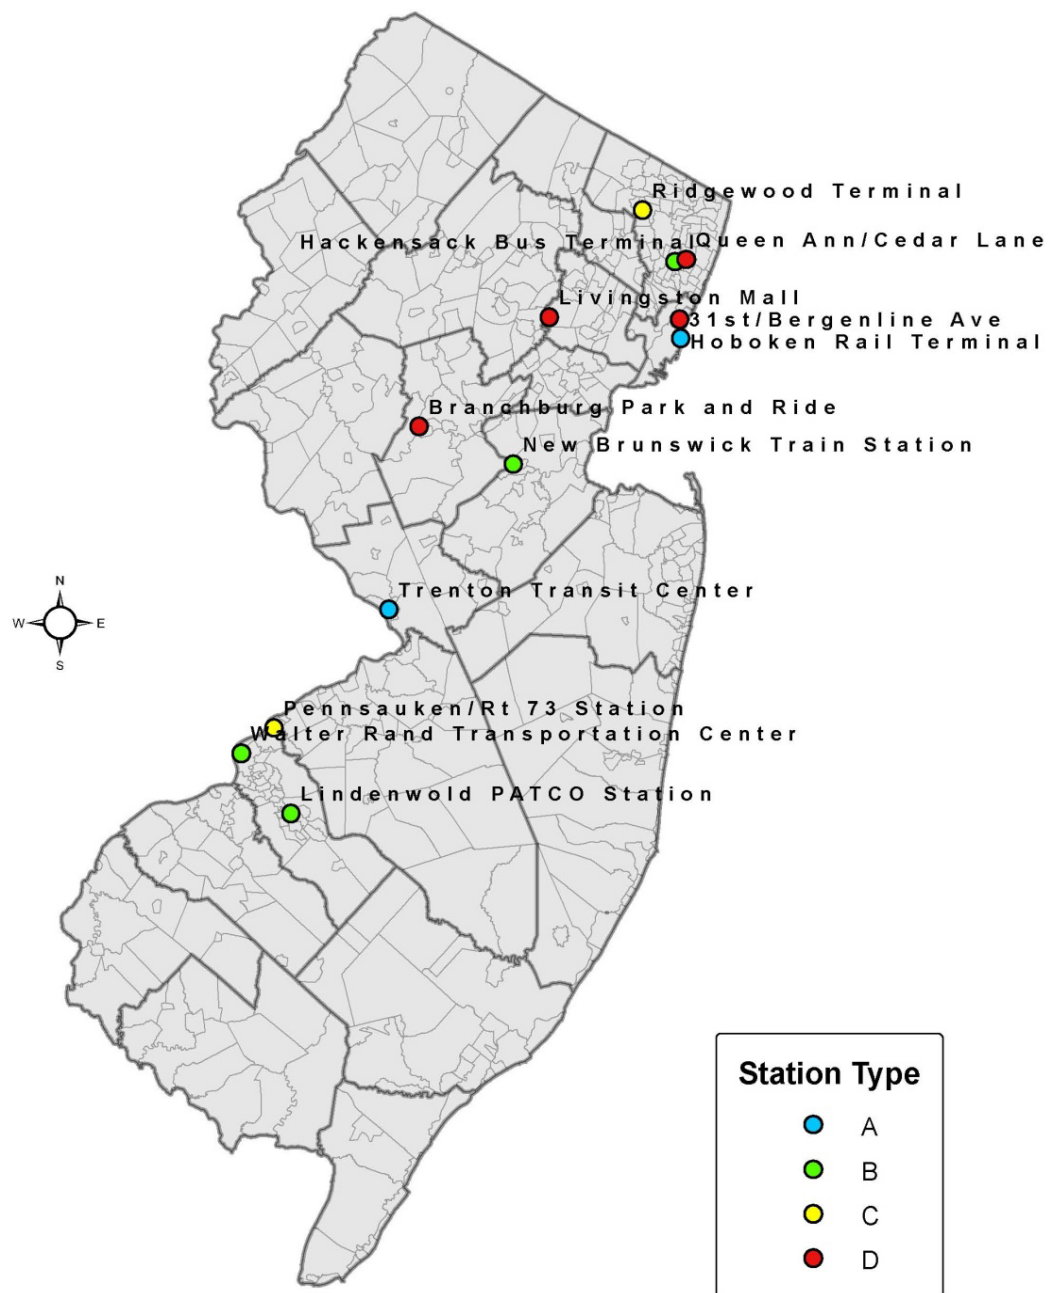 Ridgewood Terminal
Hackensack Bus Terminal
Queen Ann/Cedar Lane
Livingston Mall
31st/Bergenline Ave
Hoboken Rail Terminal
Branchburg Park and Ride
New Brunswick Train Station
Trenton Transit Center
N
W
E
S
Pennsauken/Rt 73 Station
Walter Rand Transportation Center
Lindenwold PATCO Station
Station Type
A
B
C
D